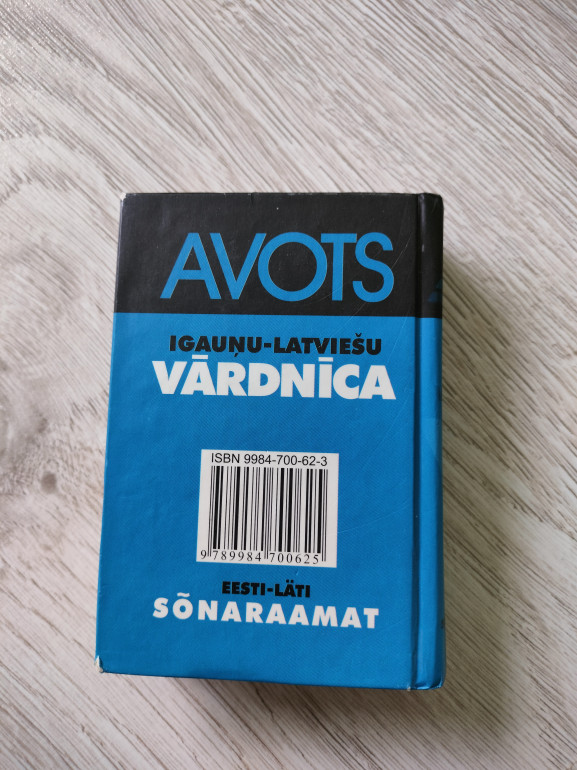 AVOTS
IGAUŅU-LATVIEŠU
VĀRDNĪCA
ISBN 9984-700-62-3
9 789984 700625
EESTI-LÄTI
SÕNARAAMAT